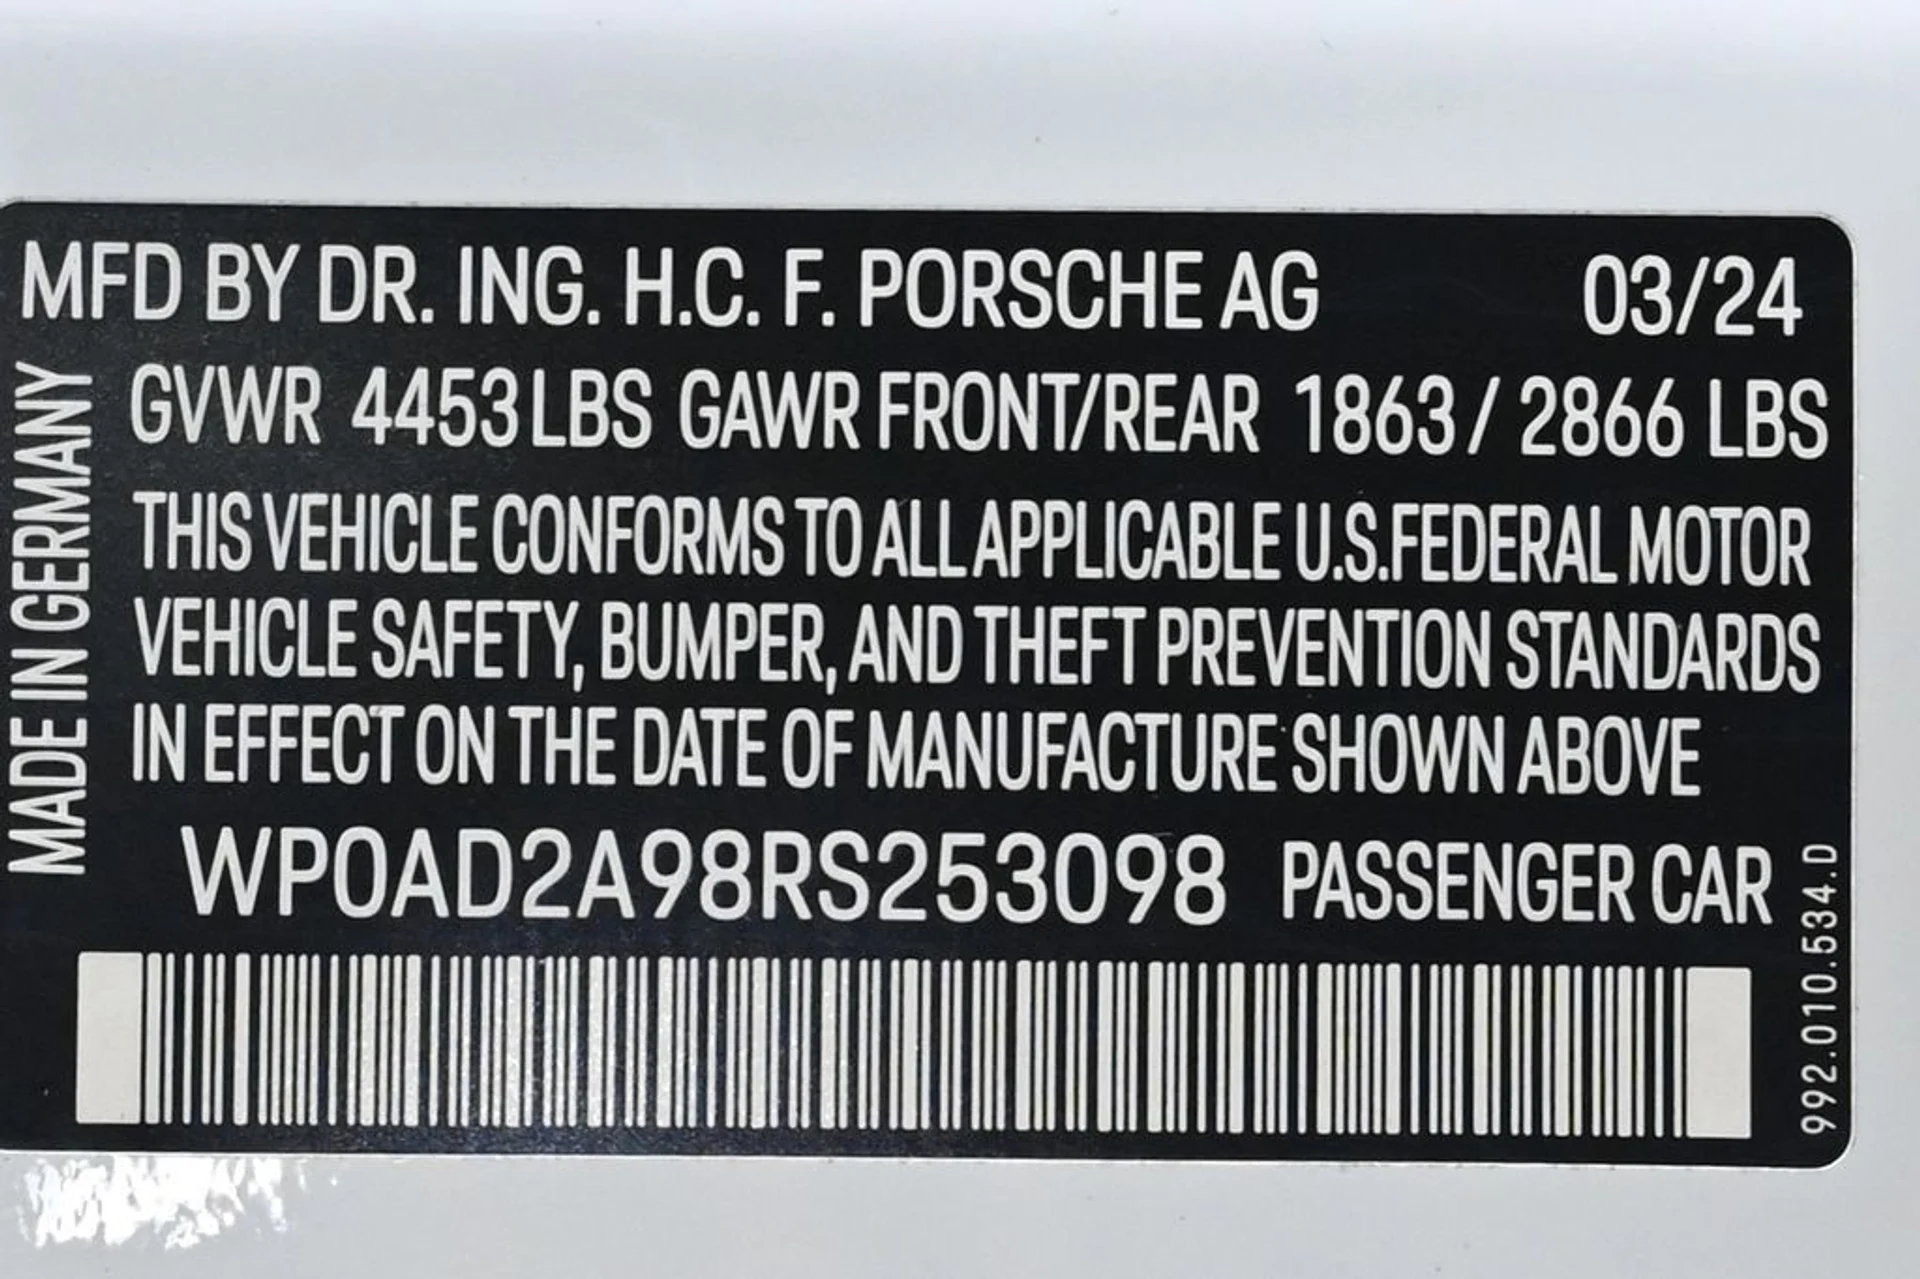 MFD BY DR. ING. H.C. F. PORSCHE AG 03/24
GVWR 4453 LBS GAWR FRONT/REAR 1863 / 2866 LBS
THIS VEHICLE CONFORMS TO ALL APPLICABLE U.S.FEDERAL MOTOR
VEHICLE SAFETY, BUMPER, AND THEFT PREVENTION STANDARDS
IN EFFECT ON THE DATE OF MANUFACTURE SHOWN ABOVE
WP0AD2A98RS253098 PASSENGER CAR
MADE IN GERMANY
992.010.534.D